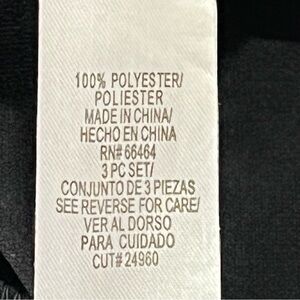 100% POLYESTER/
POLIESTER
MADE IN CHINA/
HECHO EN CHINA
RN# 66464
3 PC SET/
CONJUNTO DE 3 PIEZAS
SEE REVERSE FOR CARE/
VER AL DORSO
PARA CUIDADO
CUT# 24960